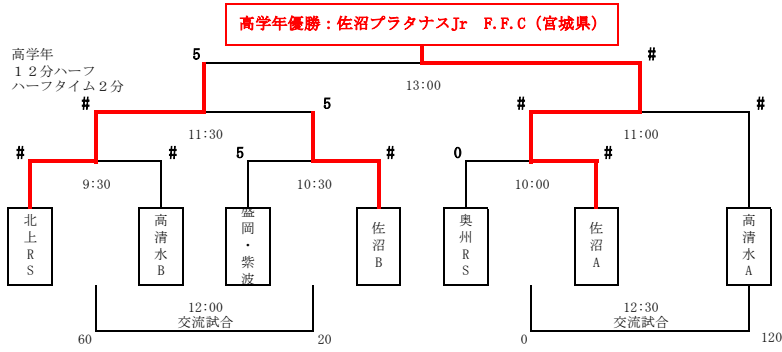 高学年優勝：佐沼プラタナスJr　F.F.C（宮城県）
高学年
１２分ハーフ
ハーフタイム２分
5
#
13:00
#
5
#
#
11:30
11:00
#
#
5
#
0
#
9:30
10:30
10:00
北上RS
高清水B
盛岡・紫波
佐沼B
奥州RS
佐沼A
高清水A
12:00
交流試合
12:30
交流試合
60
20
0
120